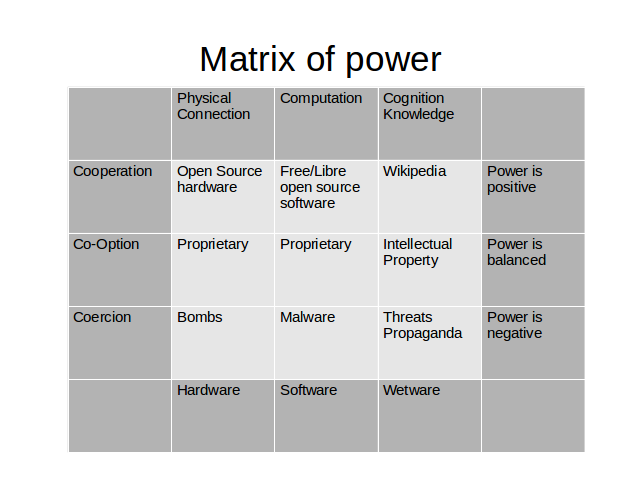 Matrix of power
Physical Connection Computation Cognition Knowledge
Cooperation Open Source hardware Free/Libre open source software Wikipedia Power is positive
Co-Option Proprietary Proprietary Intellectual Property Power is balanced
Coercion Bombs Malware Threats Propaganda Power is negative
Hardware Software Wetware